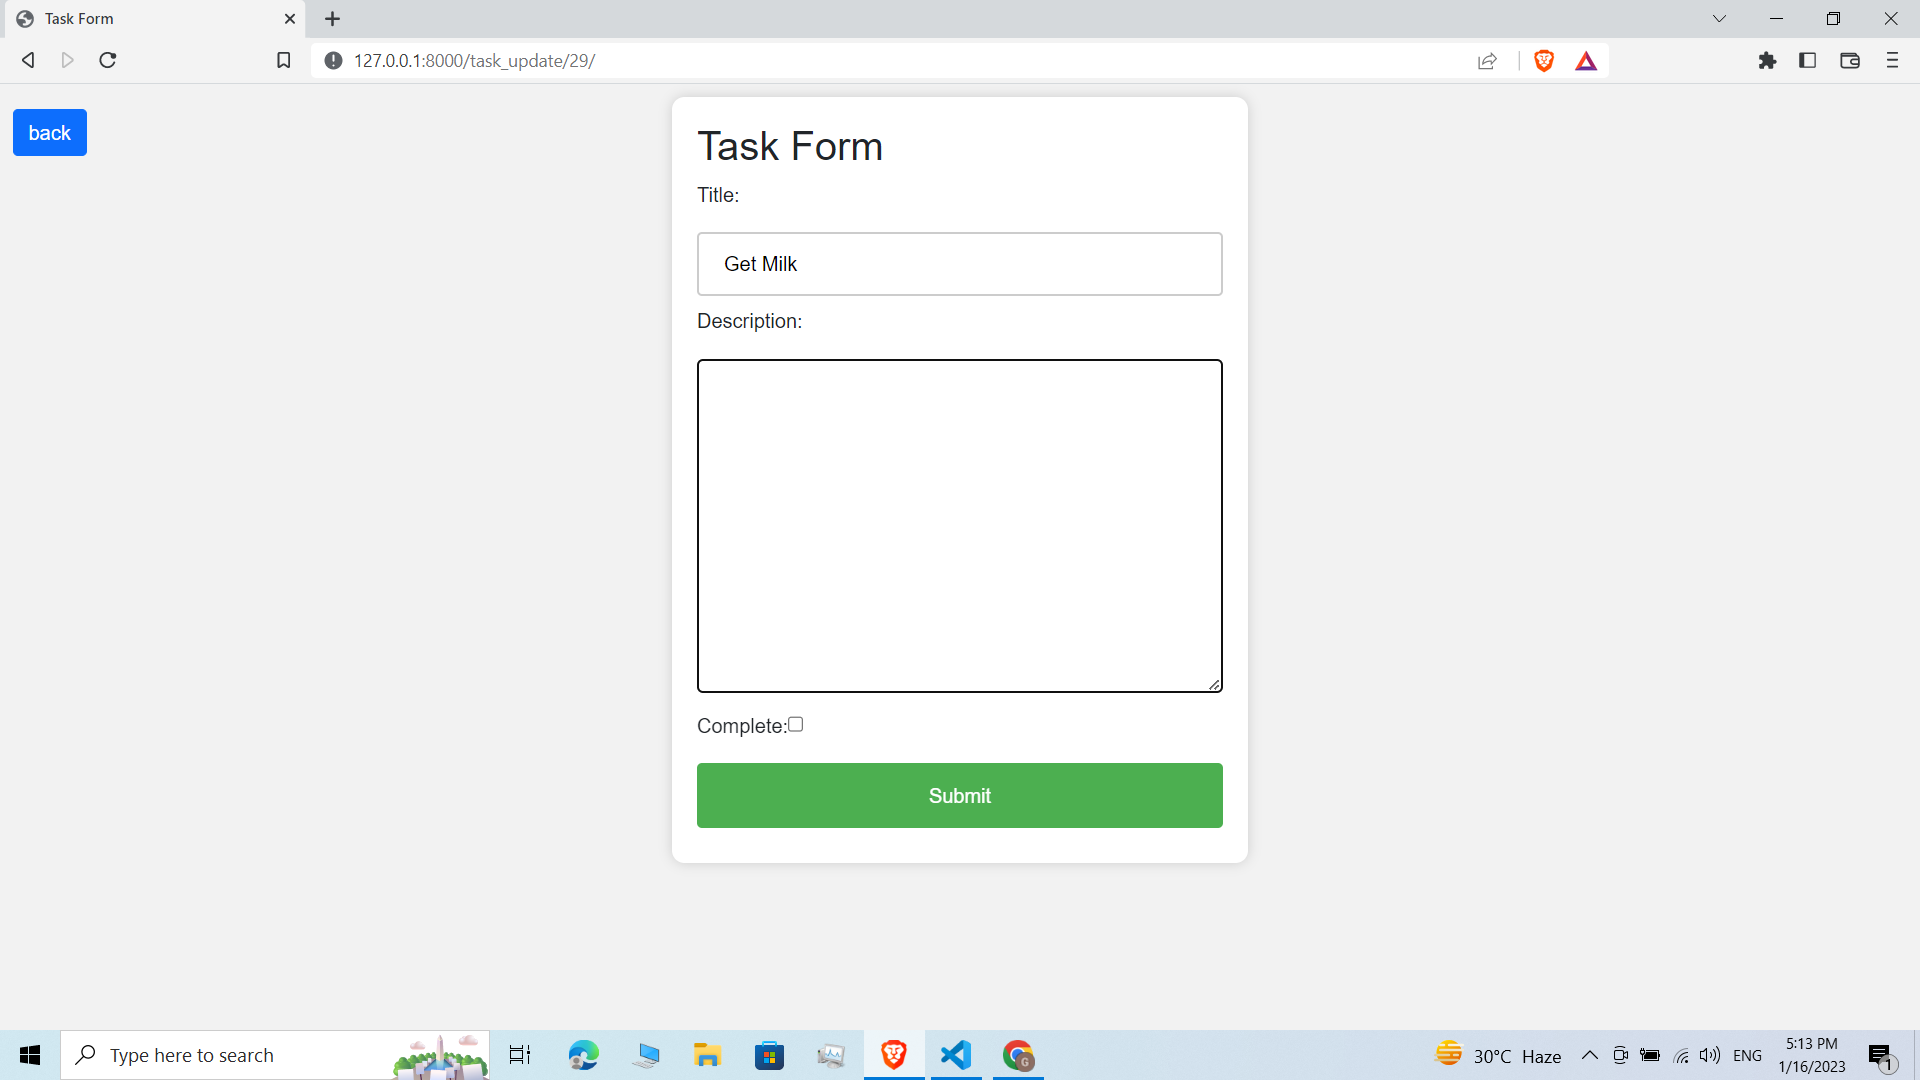 Task Form
127.0.0.1:8000/task_update/29/
back
Task Form
Title:
Get Milk
Description:
Complete:
Submit
Type here to search
G
30°C Haze
ENG
5:13 PM
1/16/2023
1